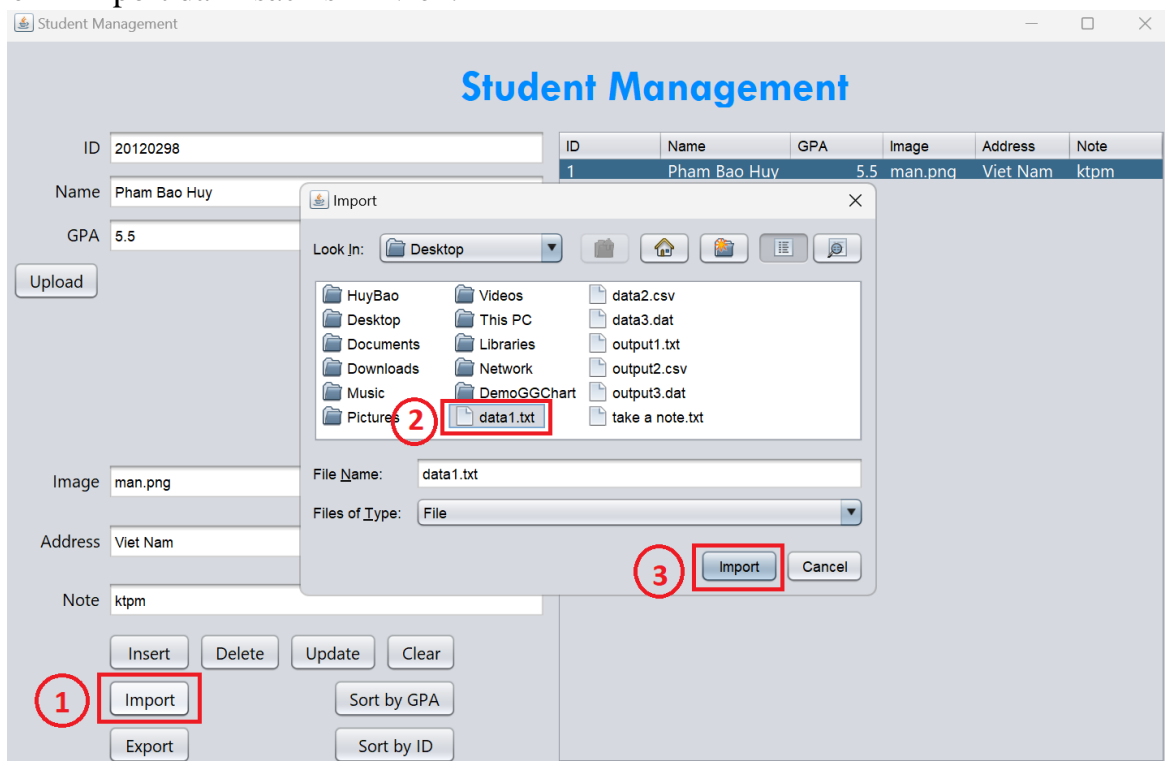 Student Management
Student Management
ID 20120298
Name Pham Bao Huy
GPA 5.5
Upload
Image man.png
Address Viet Nam
Note ktpm
Insert Delete Update Clear
1 Import Sort by GPA
Export Sort by ID
ID Name GPA Image Address Note
1 Pham Bao Huy 5.5 man.png Viet Nam ktpm
Import
Look In: Desktop
HuyBao Videos data2.csv
Desktop This PC data3.dat
Documents Libraries output1.txt
Downloads Network output2.csv
Music DemoGGChart output3.dat
Pictures 2 data1.txt take a note.txt
File Name: data1.txt
Files of Type: File
3 Import Cancel